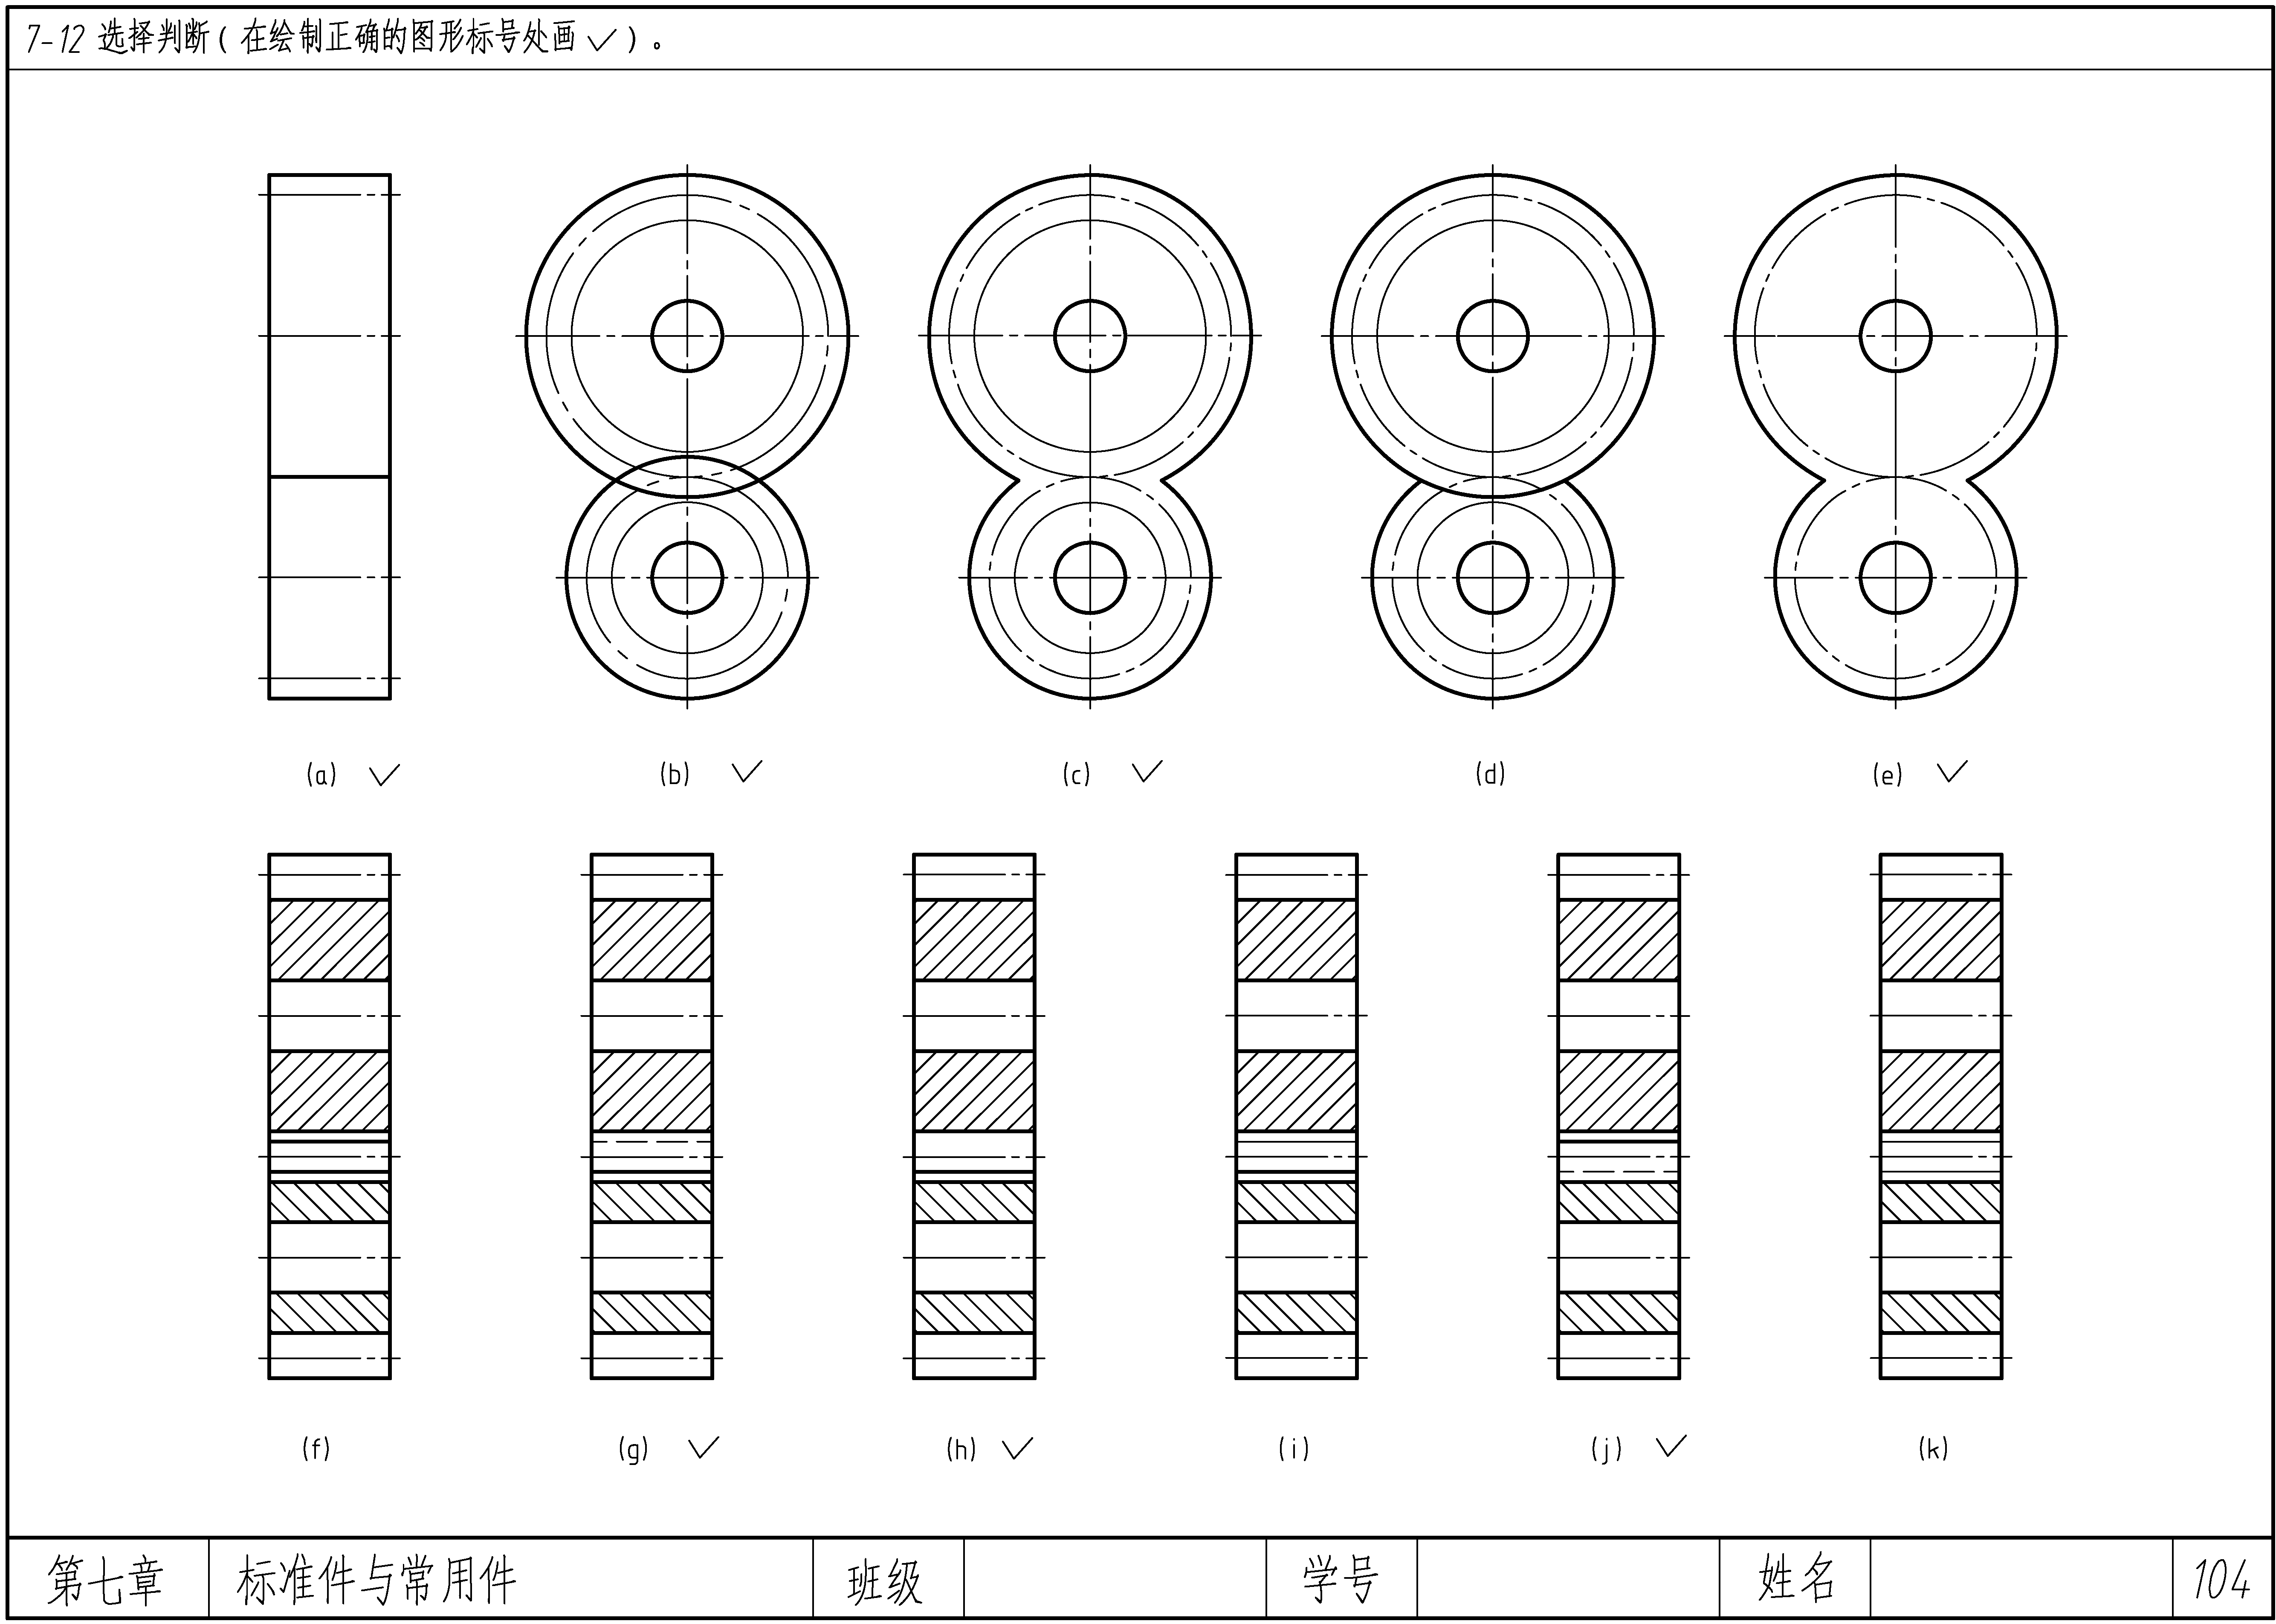 7-12 选择判断(在绘制正确的图形标号处画✓)。
(a) ✓ (b) ✓ (c) ✓ (d) (e) ✓
(f) (g) ✓ (h) ✓ (i) (j) ✓ (k)
第七章 标准件与常用件 班级 学号 姓名 104